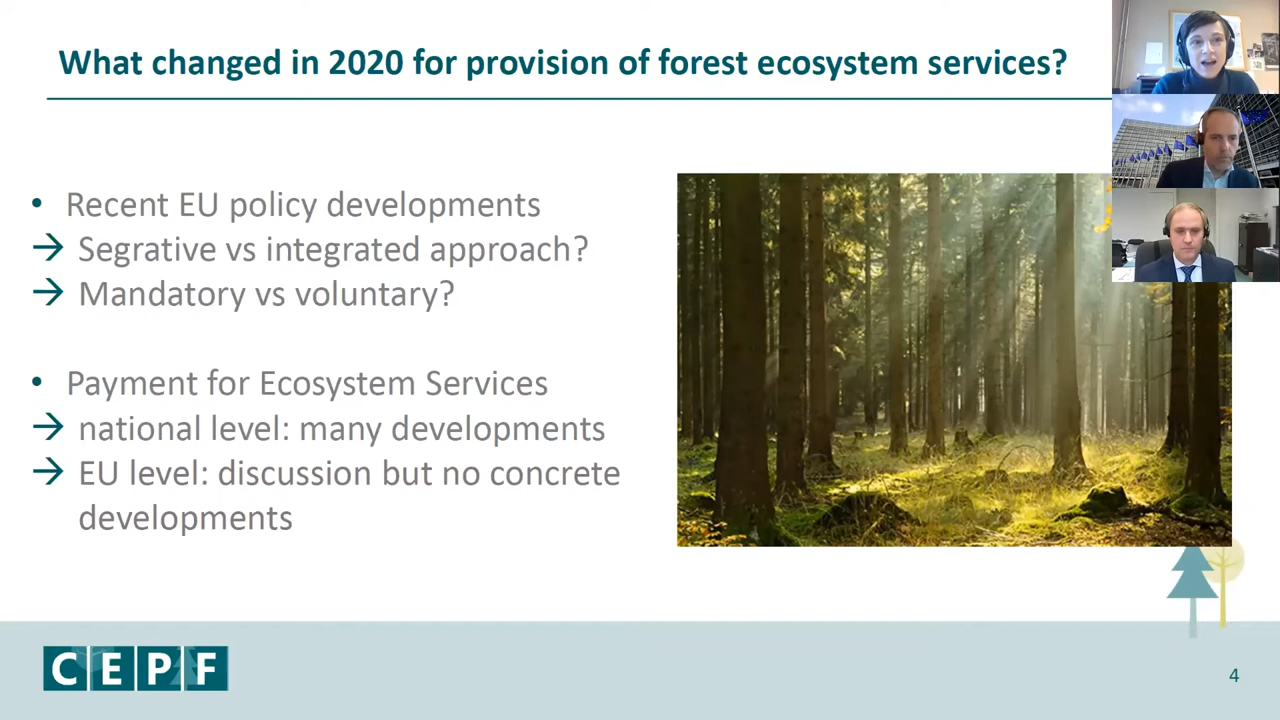 What changed in 2020 for provision of forest ecosystem services?
• Recent EU policy developments
→ Segrative vs integrated approach?
→ Mandatory vs voluntary?
• Payment for Ecosystem Services
→ national level: many developments
→ EU level: discussion but no concrete
developments
CEPF
4